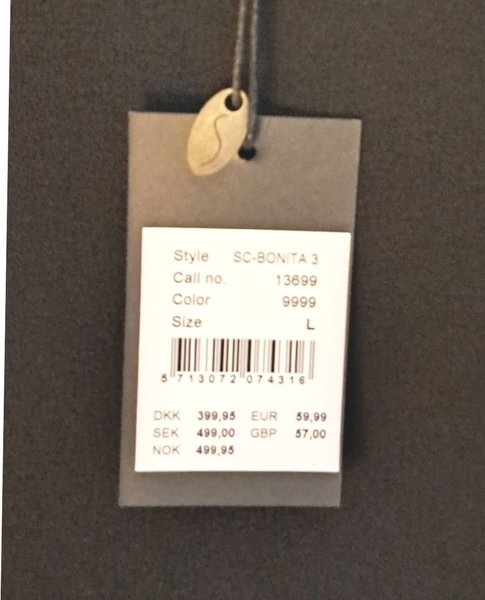 Style SC-BONITA 3
Call no. 13699
Color 9999
Size L
5 713072 074316
DKK 399,95 EUR 59,99
SEK 499,00 GBP 57,00
NOK 499,95